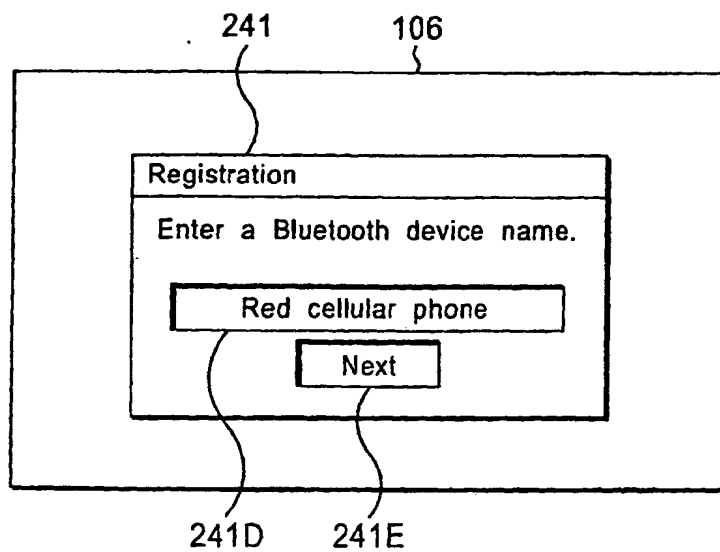 241 106
Registration
Enter a Bluetooth device name.
Red cellular phone
Next
241D 241E